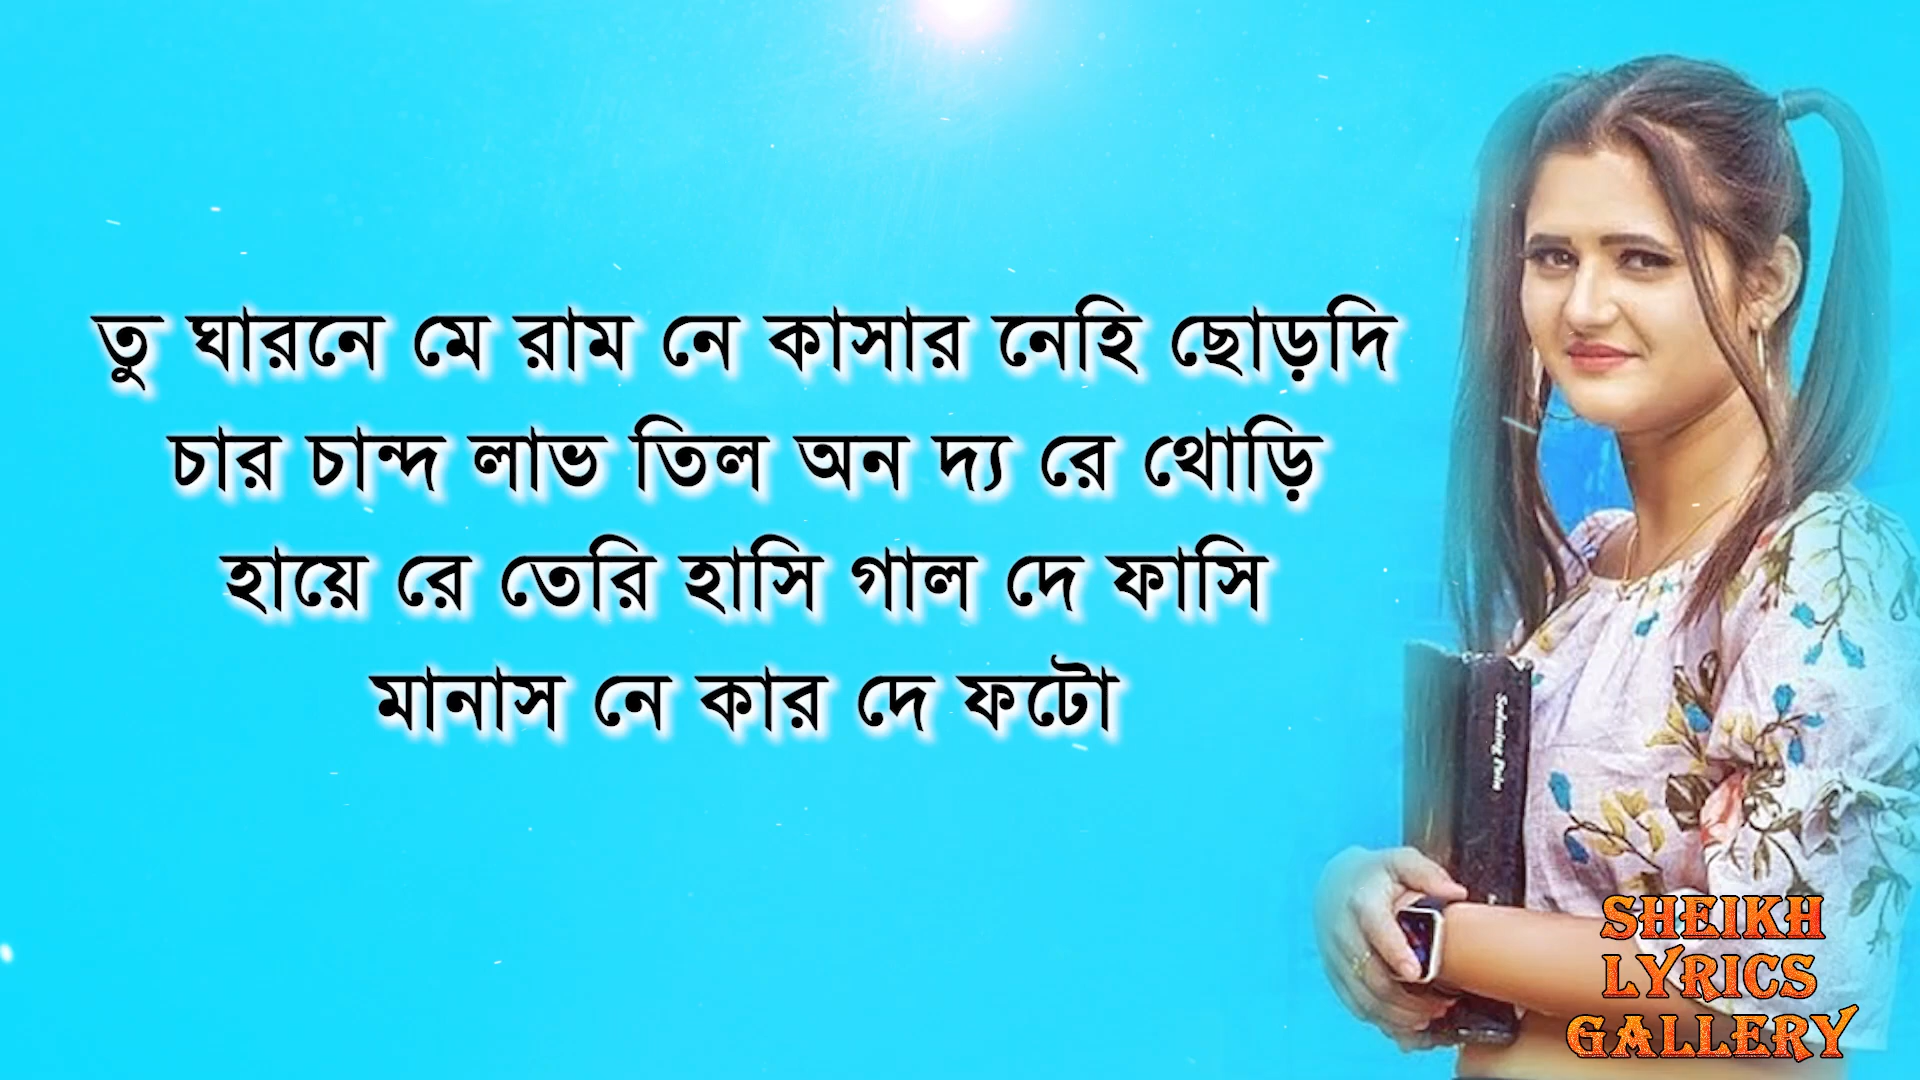 তু ঘারনে মে রাম নে কাসার নেহি ছোড়দি
চার চান্দ লাভ তিল অন দ্য রে থোড়ি
হায়ে রে তেরি হাসি গাল দে ফাসি
মানাস নে কার দে ফটো
SHEIKH
LYRICS
GALLERY